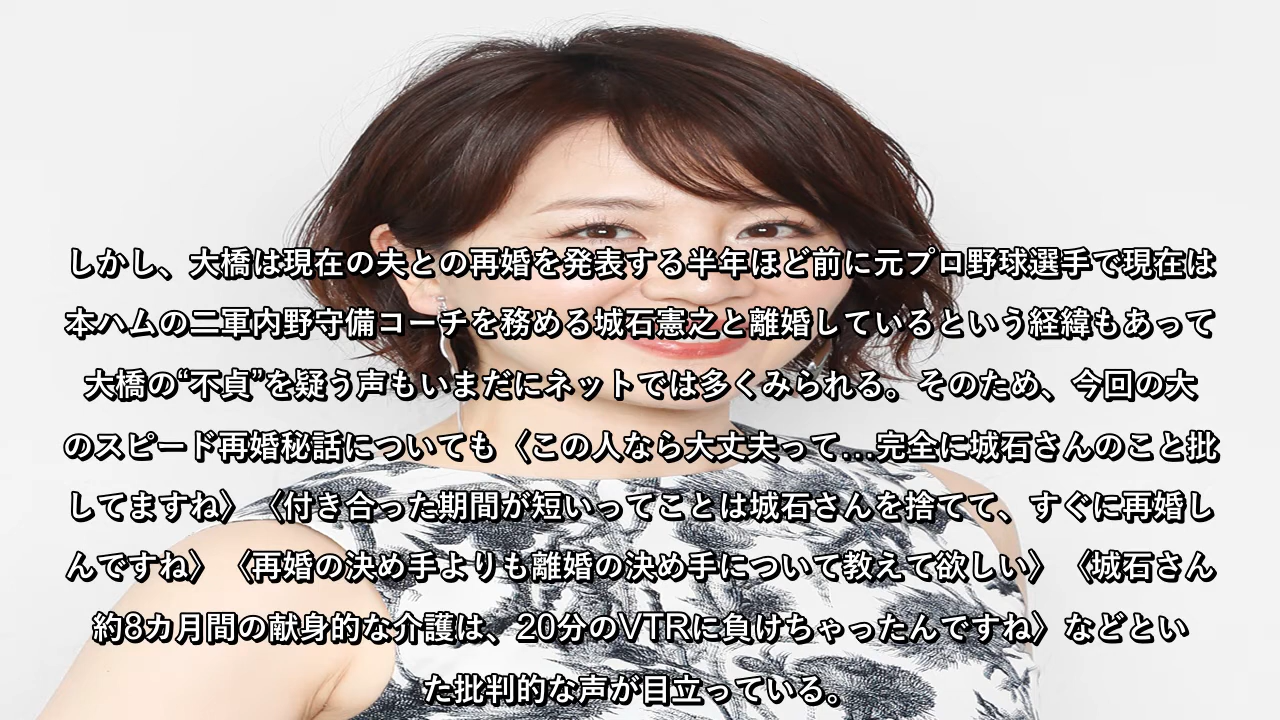 しかし、大橋は現在の夫との再婚を発表する半年ほど前に元プロ野球選手で現在は
本ハムの二軍内野守備コーチを務める城石憲之と離婚しているという経緯もあって
大橋の“不貞”を疑う声もいまだにネットでは多くみられる。そのため、今回の大
のスピード再婚秘話についても〈この人なら大丈夫って…完全に城石さんのこと批
してますね〉〈付き合った期間が短いってことは城石さんを捨てて、すぐに再婚し
んですね〉〈再婚の決め手よりも離婚の決め手について教えて欲しい〉〈城石さん
約8カ月間の献身的な介護は、20分のVTRに負けちゃったんですね〉などとい
た批判的な声が目立っている。